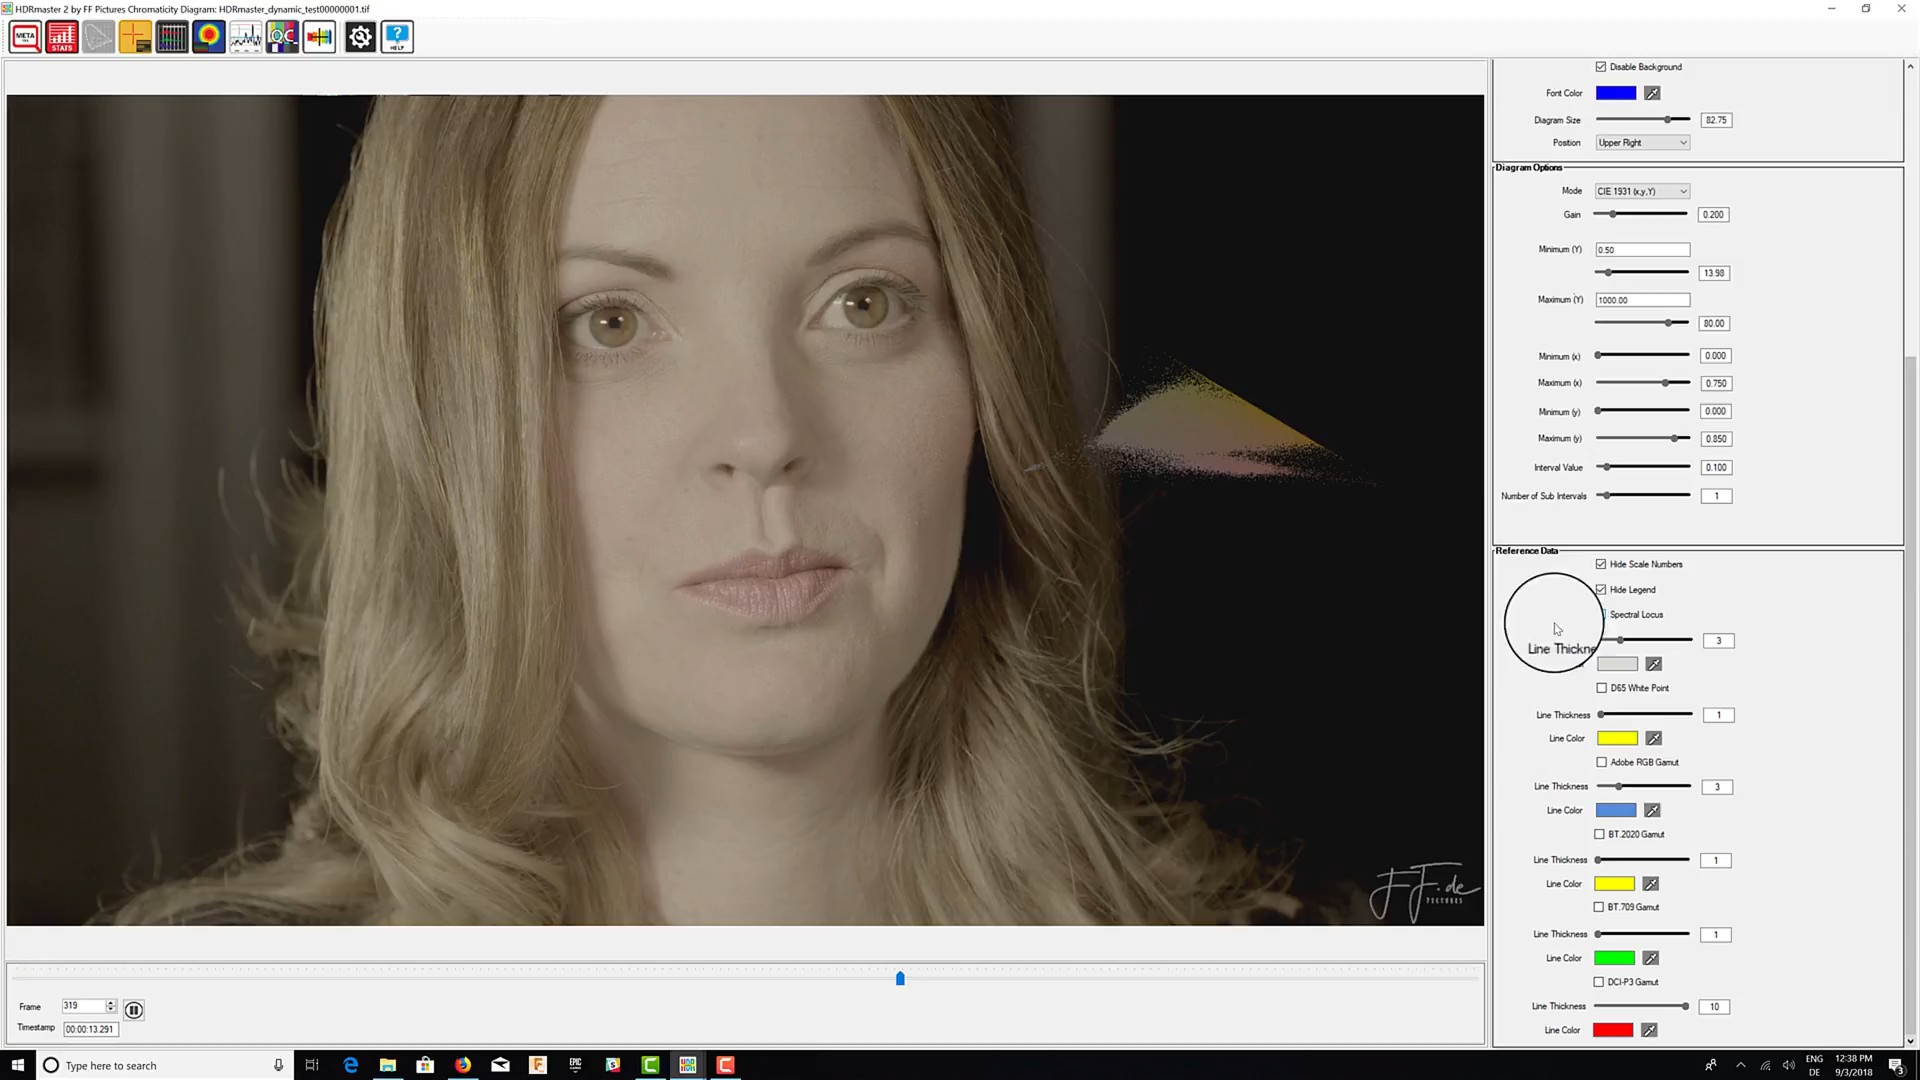 HDRmaster 2 by FF Pictures Chromaticity Diagram: HDRmaster_dynamic_test00000001.tif
META
STATS
QC
HELP
Disable Background
Font Color
Diagram Size 82.75
Position Upper Right
Diagram Options
Mode CIE 1931 (x,y,Y)
Gain 0.200
Minimum (Y) 0.50
13.98
Maximum (Y) 1000.00
80.00
Minimum (x) 0.000
Maximum (x) 0.750
Minimum (y) 0.000
Maximum (y) 0.850
Interval Value 0.100
Number of Sub Intervals 1
Reference Data
Hide Scale Numbers
Hide Legend
Spectral Locus
Line Thickne 3
D65 White Point
Line Thickness 1
Line Color
Adobe RGB Gamut
Line Thickness 3
Line Color
BT.2020 Gamut
Line Thickness 1
Line Color
BT.709 Gamut
Line Thickness 1
Line Color
DCI-P3 Gamut
Line Thickness 10
Line Color
FF.de
PICTURES
Frame 319
Timestamp 00:00:13.291
Type here to search
EPIC
HDR
ENG
DE
12:38 PM
9/3/2018
3